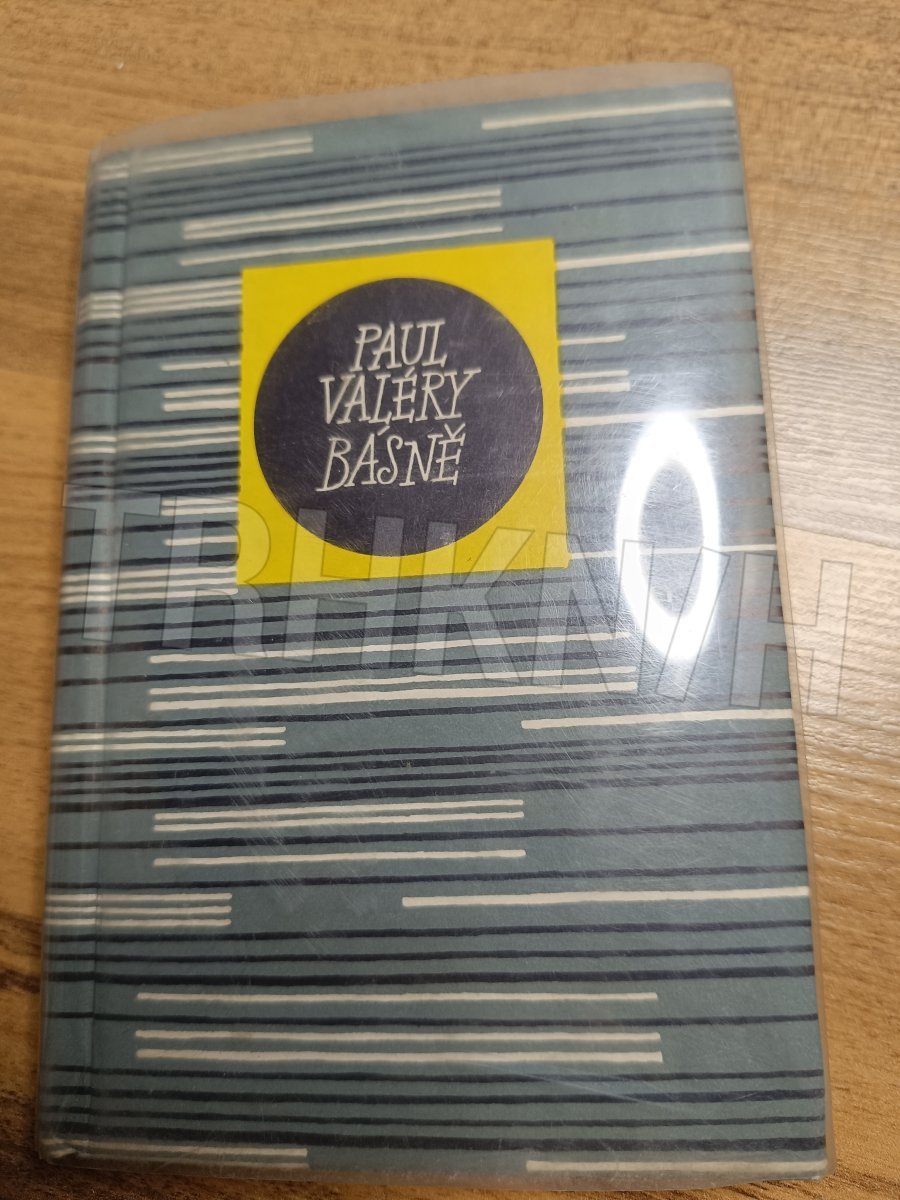 PAUL
VALÉRY
BÁSNĚ
TRHKNIH